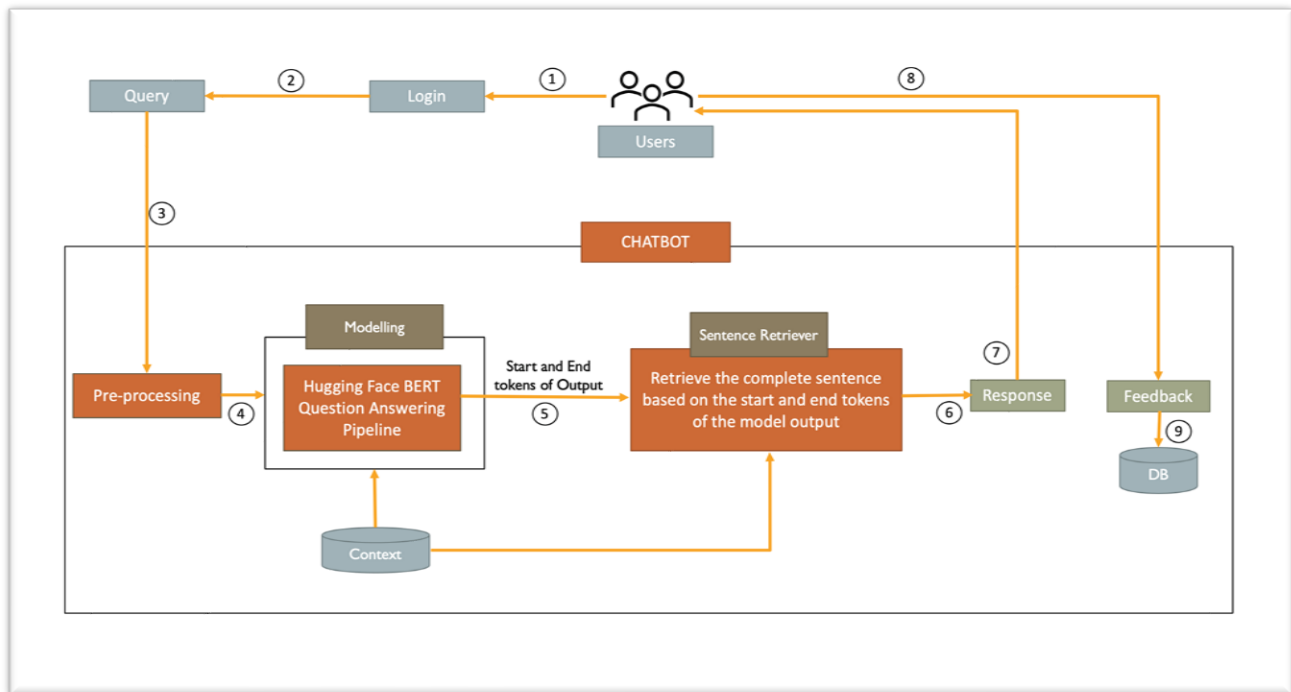 2
1
8
Query
Login
Users
3
CHATBOT
Modelling
Sentence Retriever
Start and End
tokens of Output
7
Pre-processing
4
Hugging Face BERT
Question Answering
Pipeline
5
Retrieve the complete sentence
based on the start and end tokens
of the model output
6
Response
Feedback
9
DB
Context